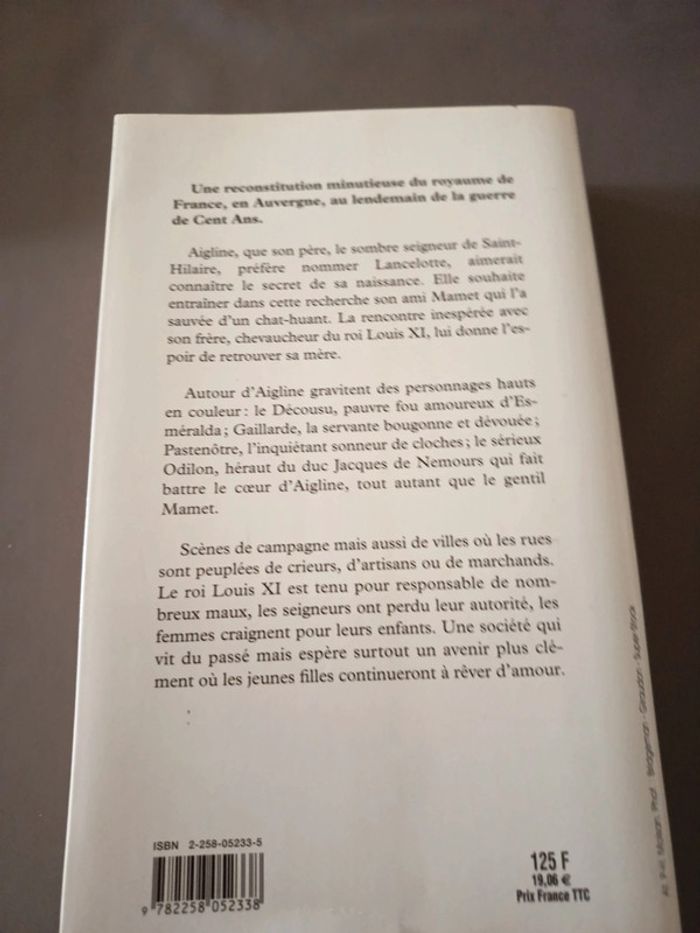 Une reconstitution minutieuse du royaume de
France, en Auvergne, au lendemain de la guerre
de Cent Ans.
Aigline, que son père, le sombre seigneur de Saint-
Hilaire, préfère nommer Lancelotte, aimerait
connaître le secret de sa naissance. Elle souhaite
entraîner dans cette recherche son ami Mamet qui l'a
sauvée d'un chat-huant. La rencontre inespérée avec
son frère, chevaucheur du roi Louis XI, lui donne l'es-
poir de retrouver sa mère.
Autour d'Aigline gravitent des personnages hauts
en couleur : le Décousu, pauvre fou amoureux d'Es-
méralda ; Gaillarde, la servante bougonne et dévouée ;
Pastenôtre, l'inquiétant sonneur de cloches ; le sérieux
Odilon, héraut du duc Jacques de Nemours qui fait
battre le cœur d'Aigline, tout autant que le gentil
Mamet.
Scènes de campagne mais aussi de villes où les rues
sont peuplées de crieurs, d'artisans ou de marchands.
Le roi Louis XI est tenu pour responsable de nom-
breux maux, les seigneurs ont perdu leur autorité, les
femmes craignent pour leurs enfants. Une société qui
vit du passé mais espère surtout un avenir plus clé-
ment où les jeunes filles continueront à rêver d'amour.
ISBN 2-258-05233-5
9 782258 052338
125 F
19,06 €
Prix France TTC
Phot. Bridgeman - Giraudon - Super Stock